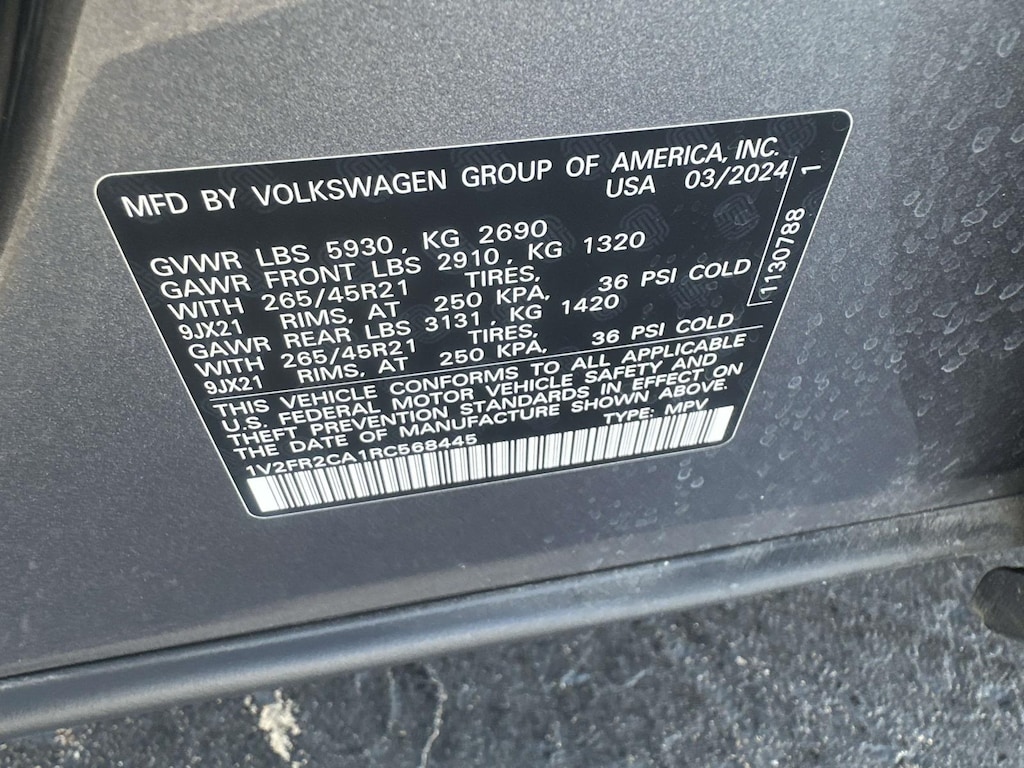 MFD BY VOLKSWAGEN GROUP OF AMERICA, INC.
USA 03/2024
GVWR LBS 5930, KG 2690
GAWR FRONT LBS 2910, KG 1320
WITH 265/45R21 TIRES,
9JX21 RIMS, AT 250 KPA, 36 PSI COLD
GAWR REAR LBS 3131, KG 1420
WITH 265/45R21 TIRES,
9JX21 RIMS, AT 250 KPA, 36 PSI COLD
THIS VEHICLE CONFORMS TO ALL APPLICABLE
U.S. FEDERAL MOTOR VEHICLE SAFETY AND
THEFT PREVENTION STANDARDS IN EFFECT ON
THE DATE OF MANUFACTURE SHOWN ABOVE.
1V2FR2CA1RC568445 TYPE: MPV
1130788 1